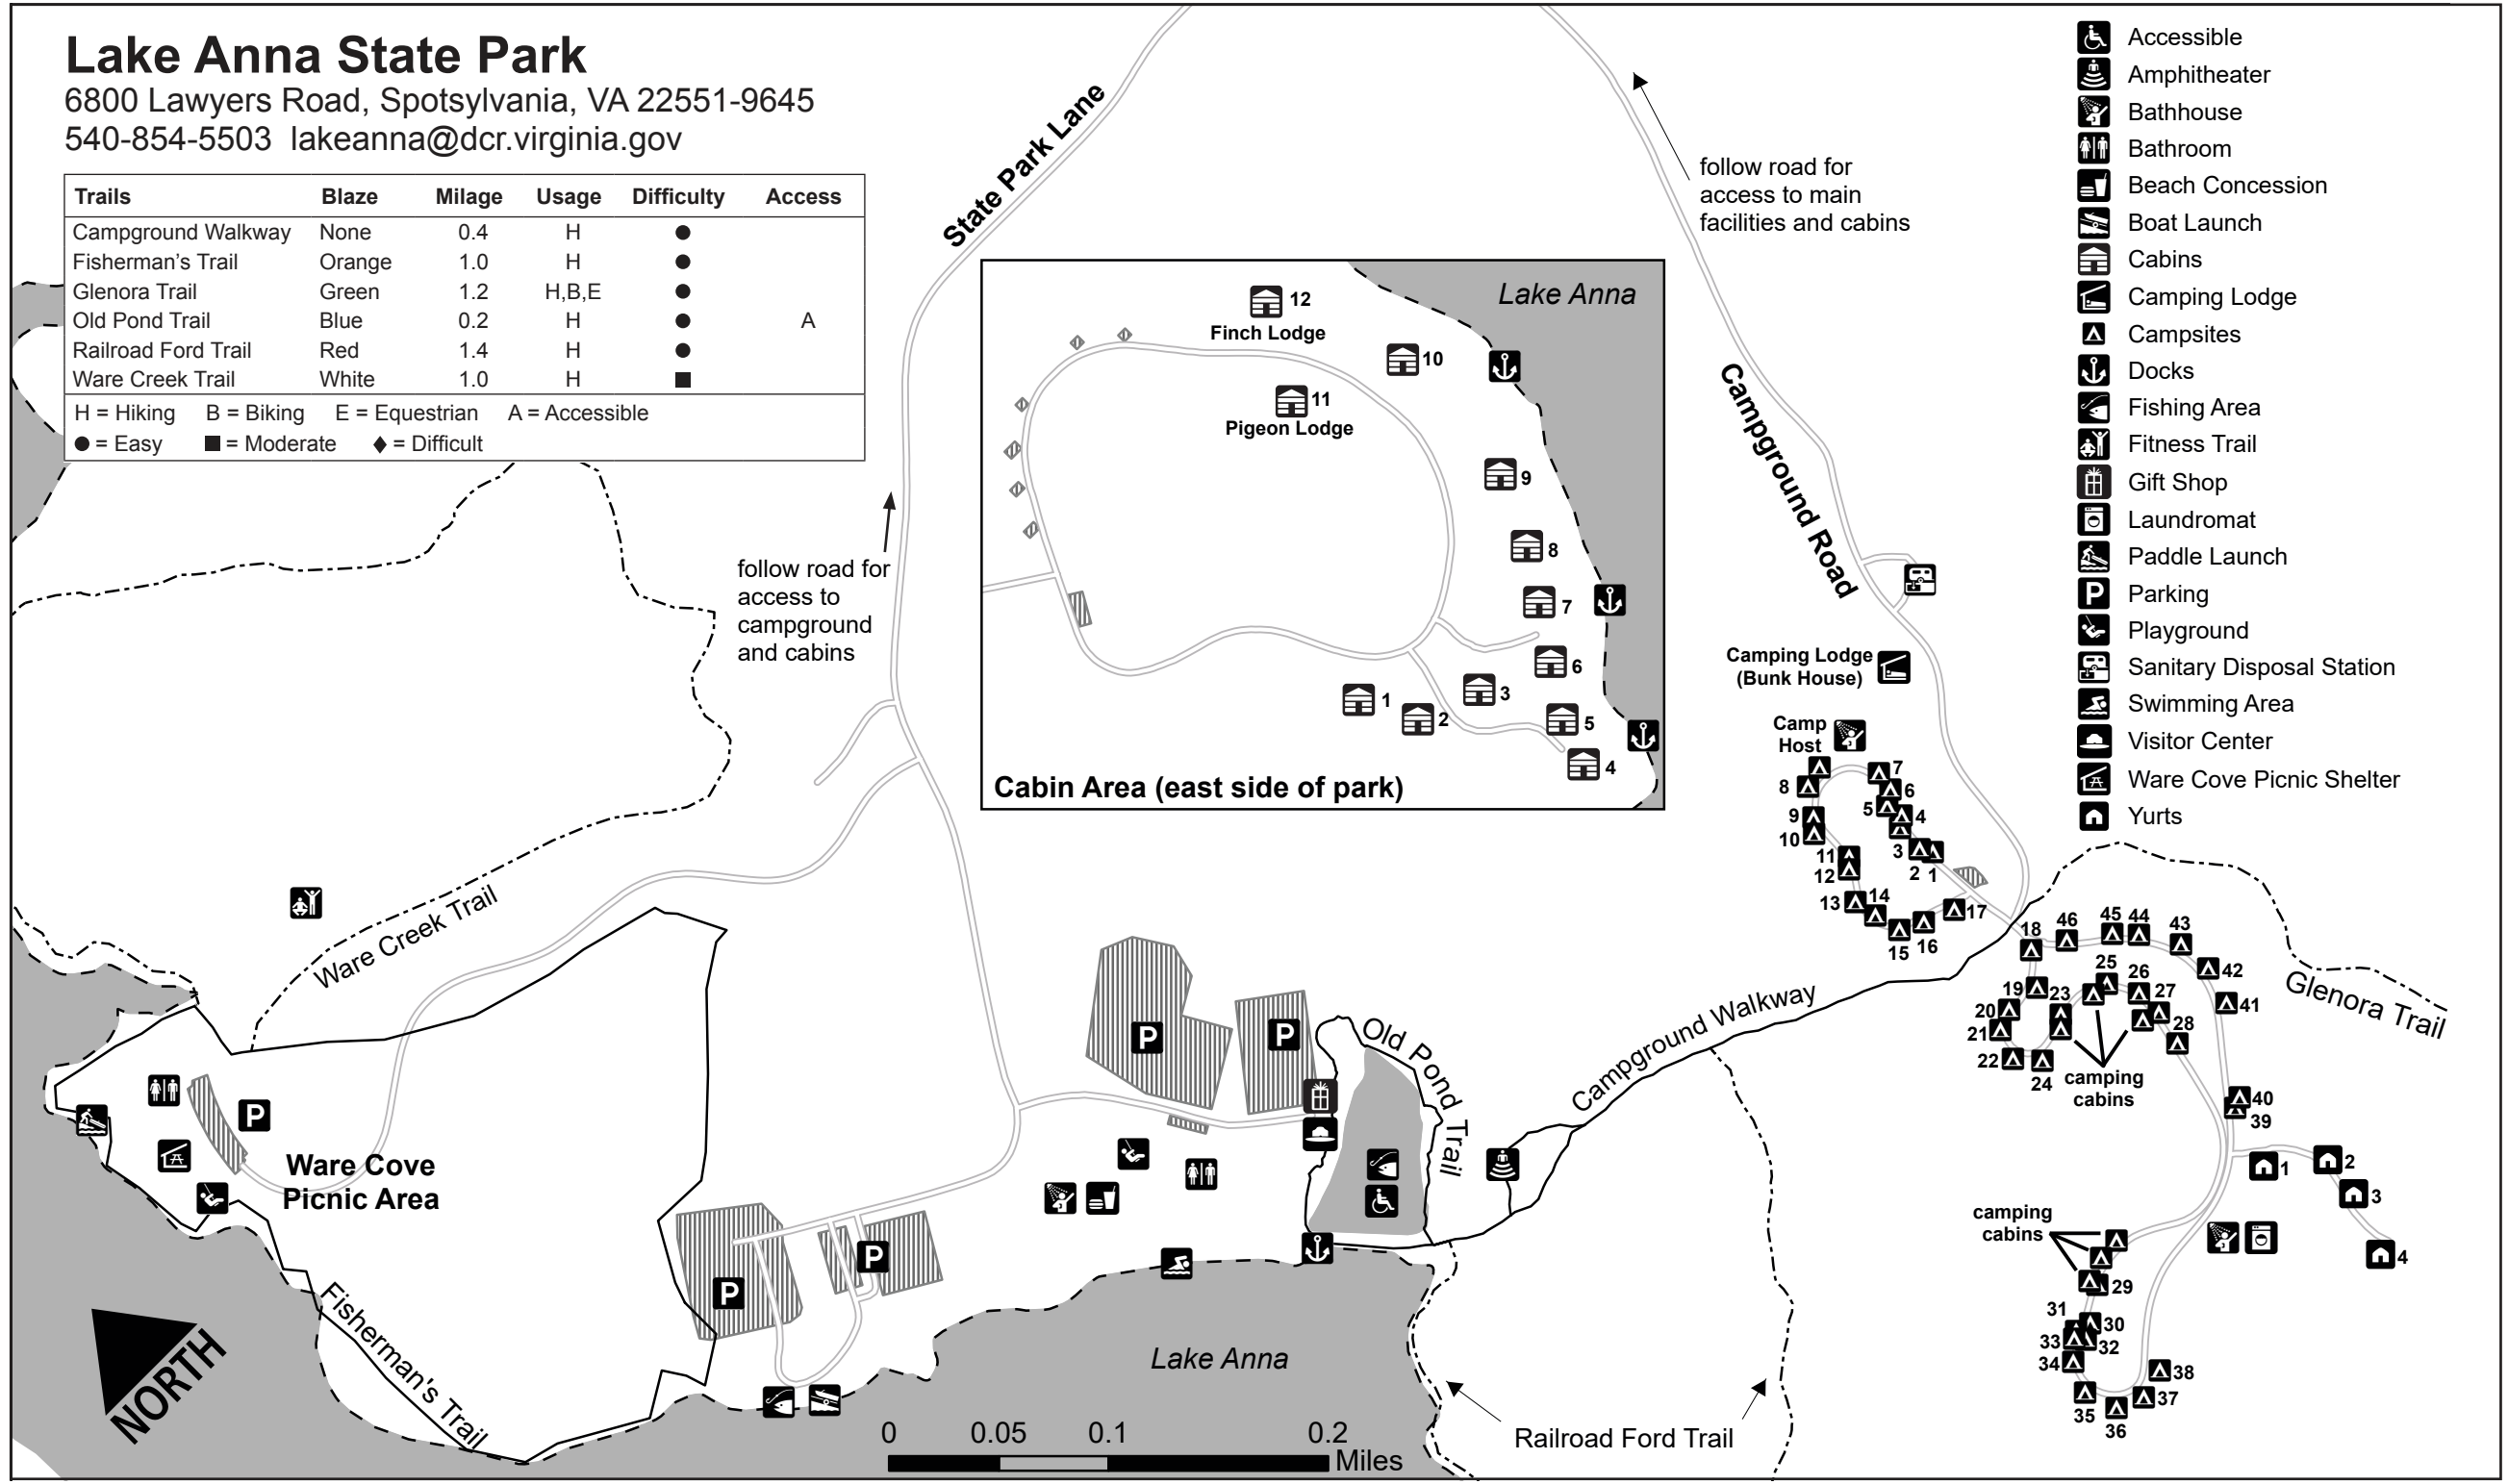 Lake Anna State Park
6800 Lawyers Road, Spotsylvania, VA 22551-9645
540-854-5503 lakeanna@dcr.virginia.gov
Trails Blaze Milage Usage Difficulty Access
Campground Walkway None 0.4 H ●
Fisherman's Trail Orange 1.0 H ●
Glenora Trail Green 1.2 H,B,E ●
Old Pond Trail Blue 0.2 H ● A
Railroad Ford Trail Red 1.4 H ●
Ware Creek Trail White 1.0 H ■
H = Hiking B = Biking E = Equestrian A = Accessible
● = Easy ■ = Moderate ♦ = Difficult
State Park Lane
follow road for
access to
campground
and cabins
follow road for
access to main
facilities and cabins
Campground Road
Lake Anna
12
Finch Lodge
10
11
Pigeon Lodge
9
8
7
6
3
1
2
5
4
Cabin Area (east side of park)
Accessible
Amphitheater
Bathhouse
Bathroom
Beach Concession
Boat Launch
Cabins
Camping Lodge
Campsites
Docks
Fishing Area
Fitness Trail
Gift Shop
Laundromat
Paddle Launch
P Parking
Playground
Sanitary Disposal Station
Swimming Area
Visitor Center
Ware Cove Picnic Shelter
Yurts
Camping Lodge
(Bunk House)
Camp
Host
7
8
6
5
4
9
10
3
11
2
1
12
13
14
17
15
16
18
46
45
44
43
42
41
25
26
19
23
27
20
21
28
22
24
camping
cabins
40
39
1
2
3
4
camping
cabins
29
31
30
33
32
34
38
37
35
36
Glenora Trail
Campground Walkway
Old Pond Trail
Ware Creek Trail
P
P
P
Ware Cove
Picnic Area
P
P
Fisherman's Trail
NORTH
Lake Anna
Railroad Ford Trail
0 0.05 0.1 0.2
Miles